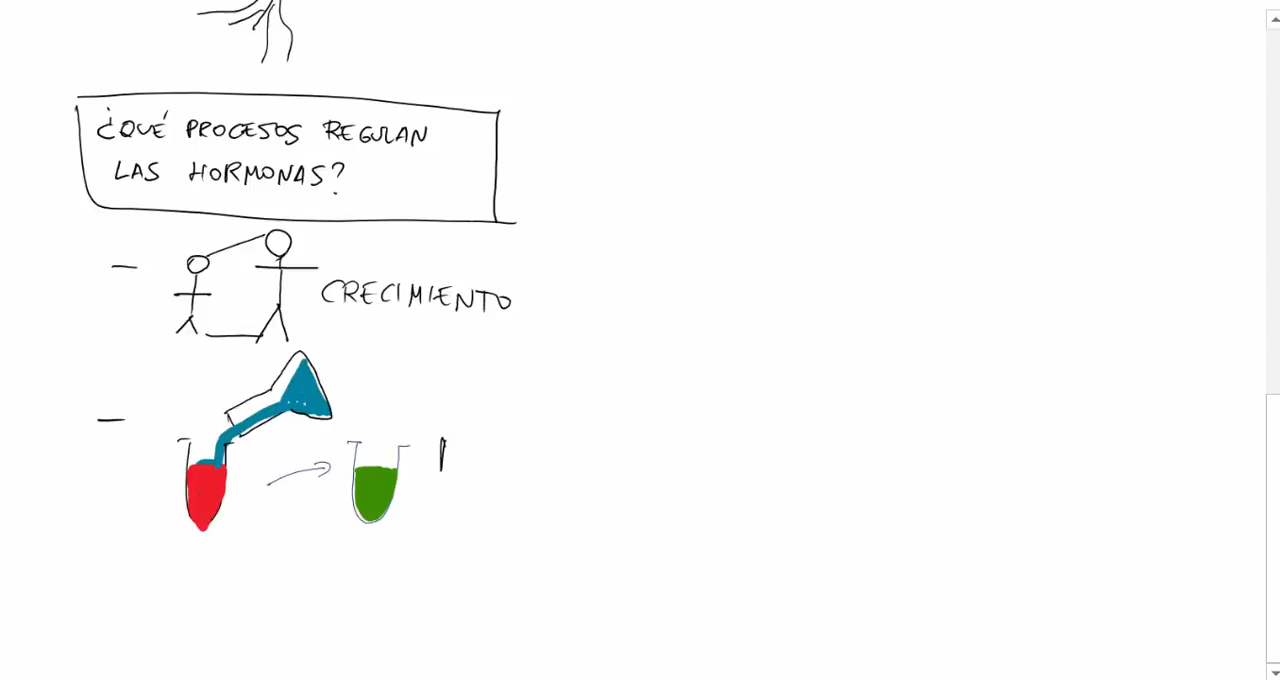 ¿QUÉ PROCESOS REGULAN
LAS HORMONAS?
CRECIMIENTO